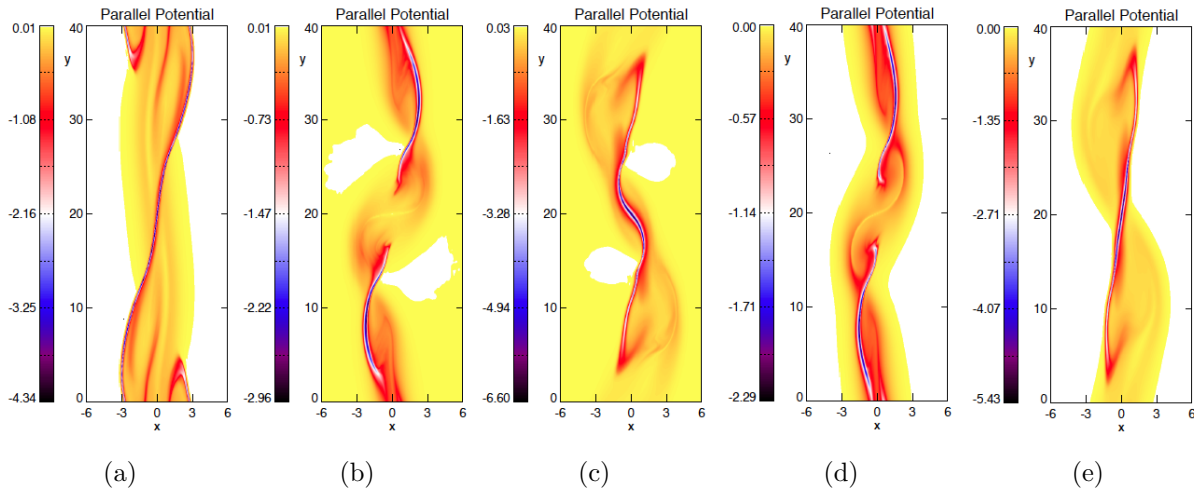 Parallel Potential Parallel Potential Parallel Potential Parallel Potential Parallel Potential
0.01 40 y 30 20 10 0 -1.08 -2.16 -3.25 -4.34 -6 -3 0 3 6 x
0.01 40 y 30 20 10 0 -0.73 -1.47 -2.22 -2.96 -6 -3 0 3 6 x
0.03 40 y 30 20 10 0 -1.63 -3.28 -4.94 -6.60 -6 -3 0 3 6 x
0.00 40 y 30 20 10 0 -0.57 -1.14 -1.71 -2.29 -6 -3 0 3 6 x
0.00 40 y 30 20 10 0 -1.35 -2.71 -4.07 -5.43 -6 -3 0 3 6 x
(a) (b) (c) (d) (e)